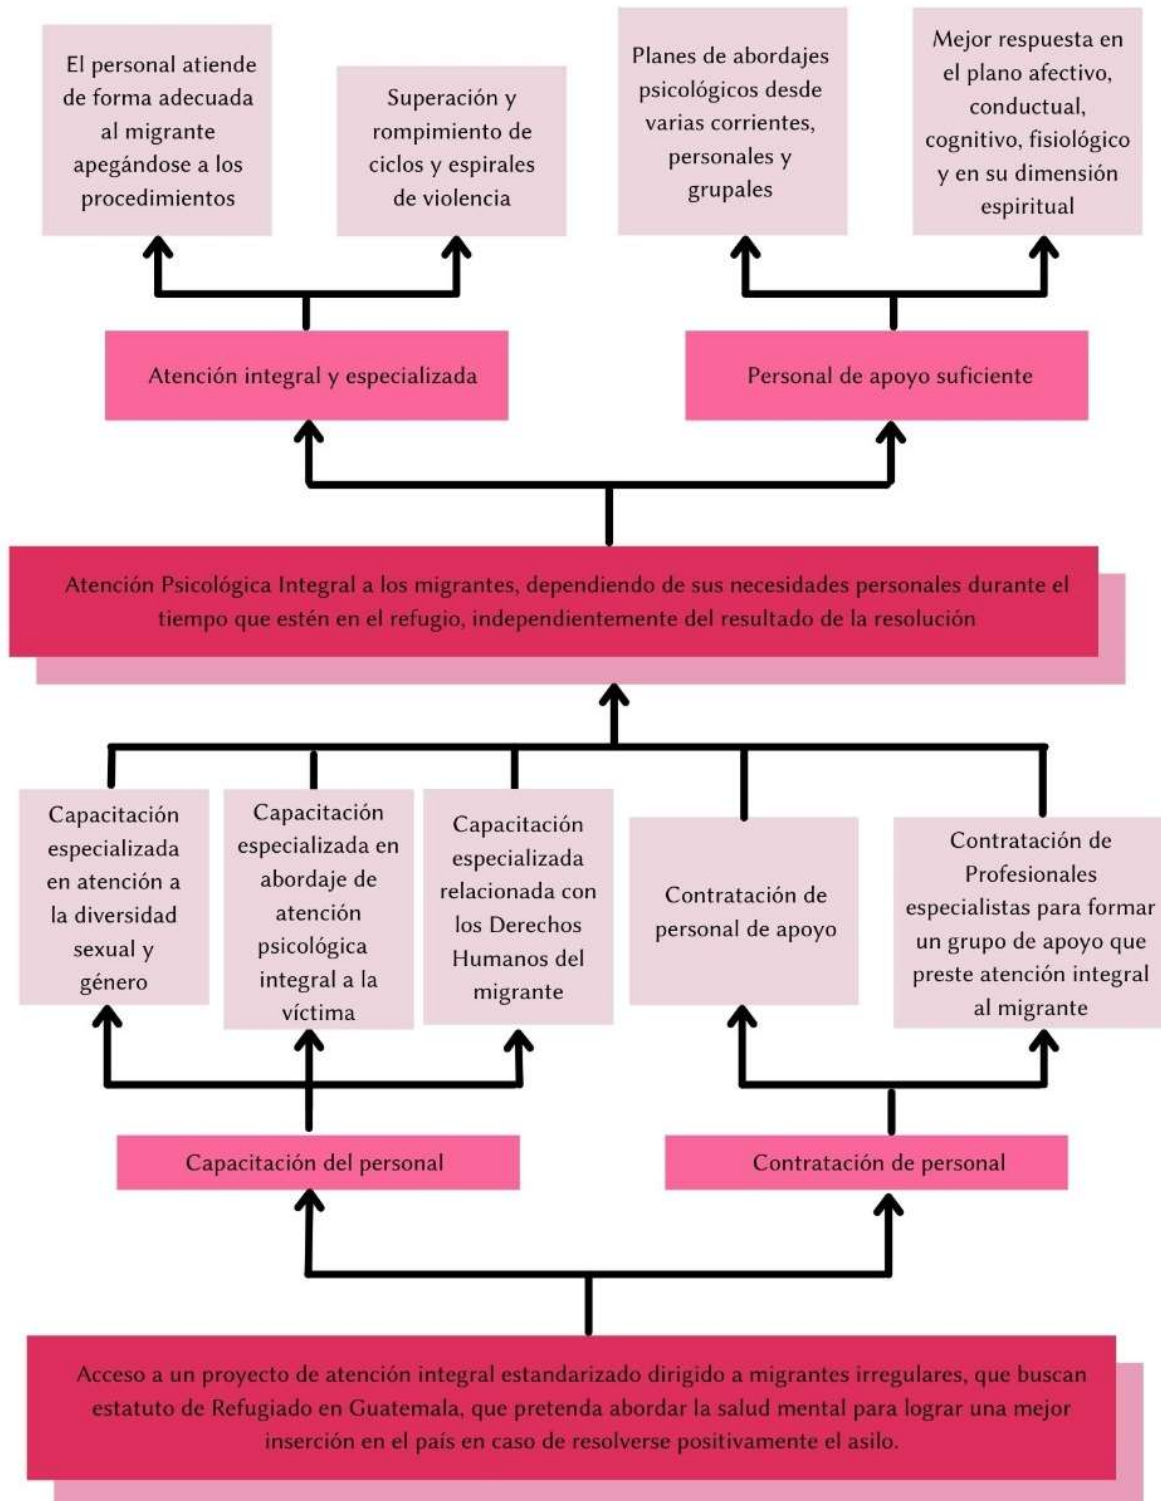 El personal atiende
de forma adecuada
al migrante
apegándose a los
procedimientos
Superación y
rompimiento de
ciclos y espirales
de violencia
Planes de abordajes
psicológicos desde
varias corrientes,
personales y
grupales
Mejor respuesta en
el plano afectivo,
conductual,
cognitivo, fisiológico
y en su dimensión
espiritual
Atención integral y especializada
Personal de apoyo suficiente
Atención Psicológica Integral a los migrantes, dependiendo de sus necesidades personales durante el
tiempo que estén en el refugio, independientemente del resultado de la resolución
Capacitación
especializada
en atención a
la diversidad
sexual y
género
Capacitación
especializada en
abordaje de
atención
psicológica
integral a la
víctima
Capacitación
especializada
relacionada con
los Derechos
Humanos del
migrante
Contratación de
personal de apoyo
Contratación de
Profesionales
especialistas para formar
un grupo de apoyo que
preste atención integral
al migrante
Capacitación del personal
Contratación de personal
Acceso a un proyecto de atención integral estandarizado dirigido a migrantes irregulares, que buscan
estatuto de Refugiado en Guatemala, que pretenda abordar la salud mental para lograr una mejor
inserción en el país en caso de resolverse positivamente el asilo.